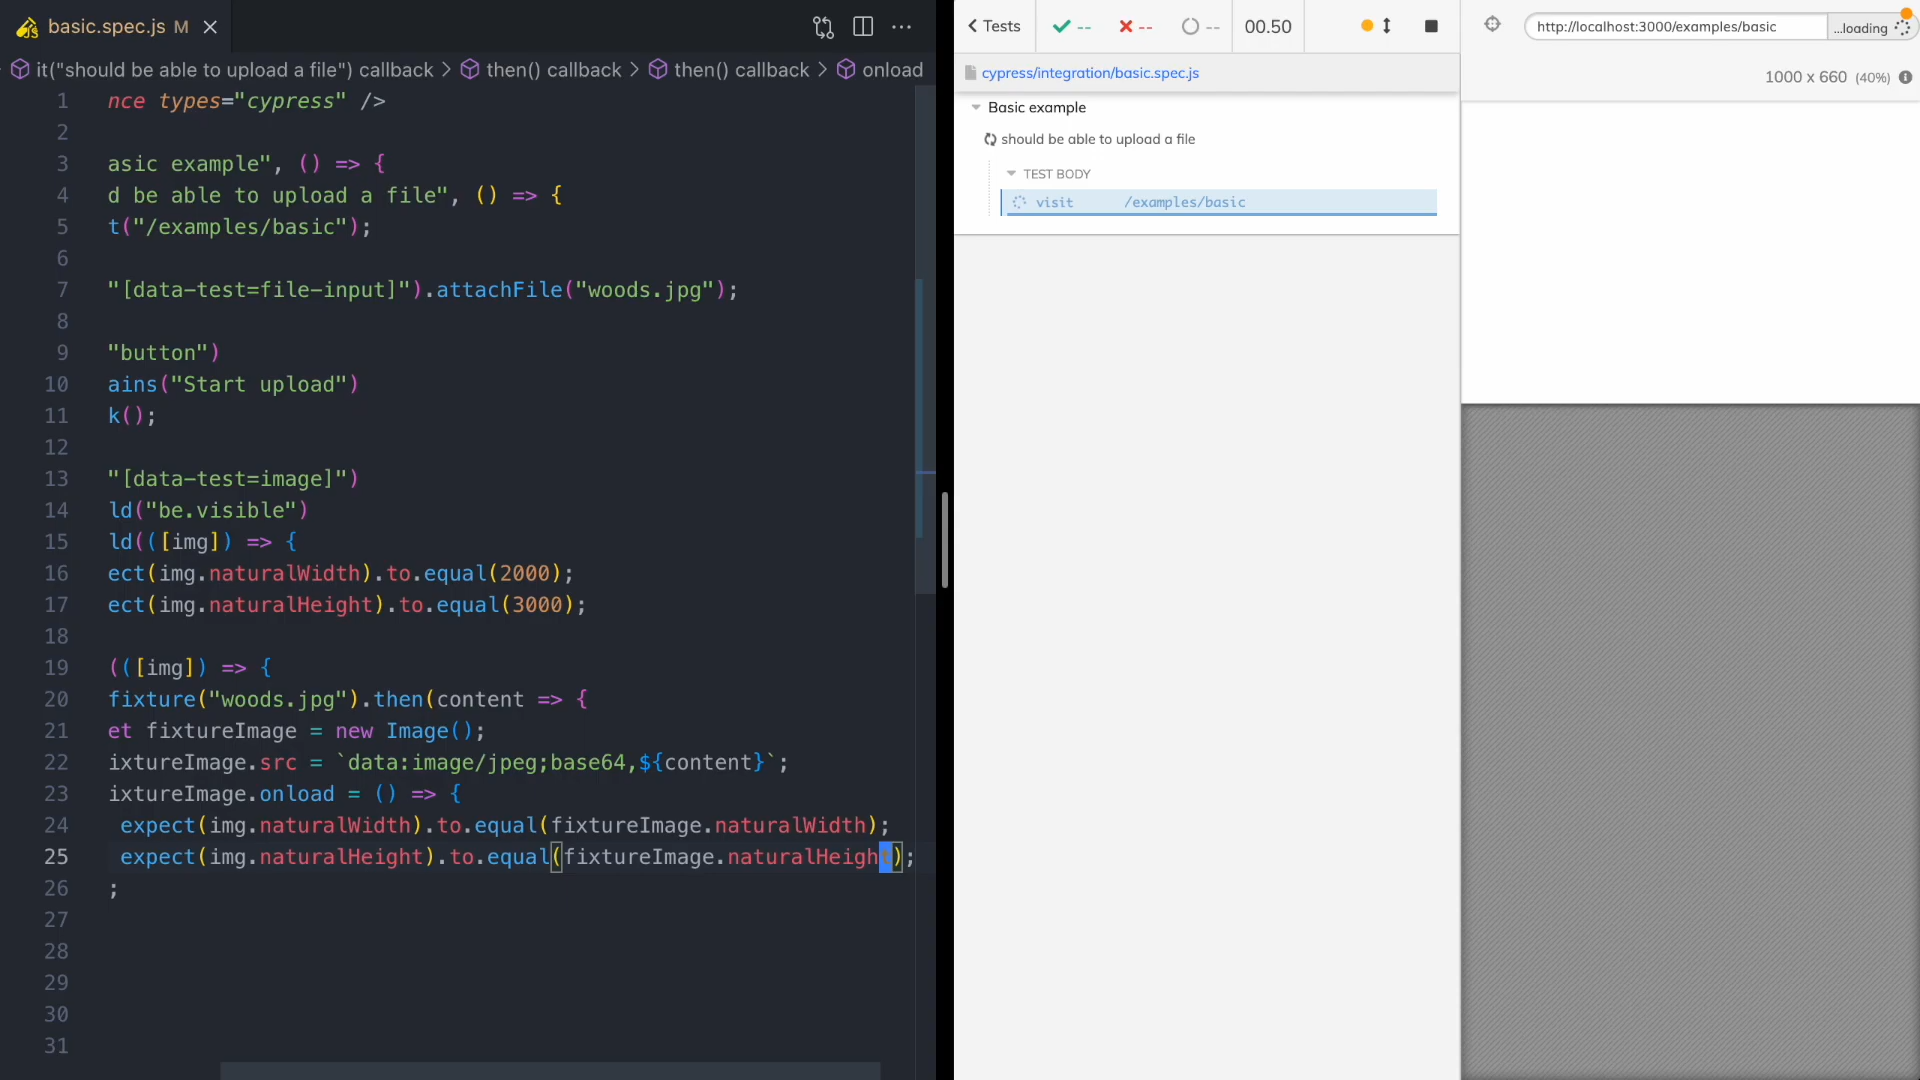 basic.spec.js M
it("should be able to upload a file") callback > then() callback > then() callback > onload
1 nce types="cypress" />
2
3 asic example", () => {
4 d be able to upload a file", () => {
5 t("/examples/basic");
6
7 "[data-test=file-input]").attachFile("woods.jpg");
8
9 "button")
10 ains("Start upload")
11 k();
12
13 "[data-test=image]")
14 ld("be.visible")
15 ld(([img]) => {
16 ect(img.naturalWidth).to.equal(2000);
17 ect(img.naturalHeight).to.equal(3000);
18
19 (([img]) => {
20 fixture("woods.jpg").then(content => {
21 et fixtureImage = new Image();
22 ixtureImage.src = `data:image/jpeg;base64,${content}`;
23 ixtureImage.onload = () => {
24 expect(img.naturalWidth).to.equal(fixtureImage.naturalWidth);
25 expect(img.naturalHeight).to.equal(fixtureImage.naturalHeight);
26 ;
27
28
29
30
31
< Tests -- -- -- 00.50
cypress/integration/basic.spec.js
Basic example
should be able to upload a file
TEST BODY
visit /examples/basic
http://localhost:3000/examples/basic ...loading
1000 x 660 (40%)